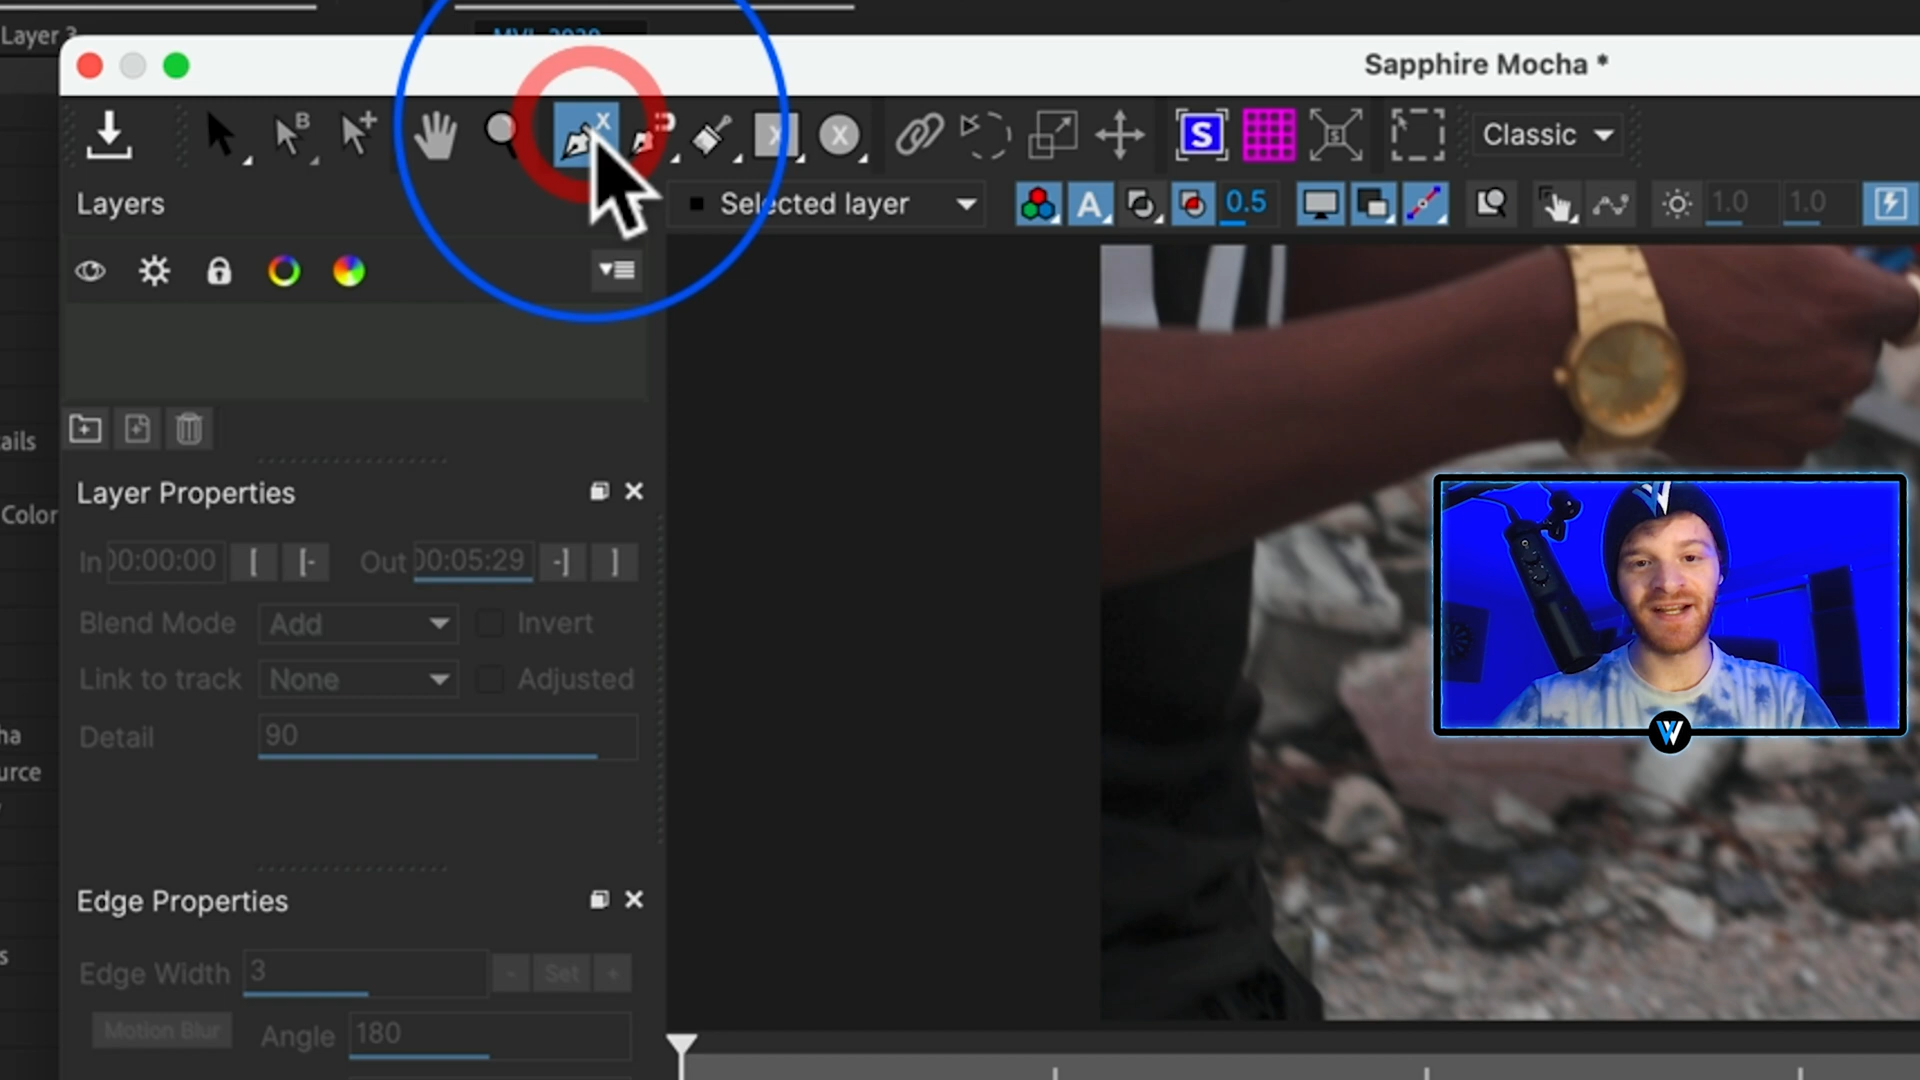 Layer 3
MVI_2029
Sapphire Mocha *
B
X
X
X
S
S
Classic
Layers
Selected layer
A
0.5
1.0
1.0
ails
Layer Properties
Color
In 00:00:00 [ [- Out 00:05:29 -] ]
Blend Mode Add Invert
Link to track None Adjusted
Detail 90
ha
urce
Edge Properties
s
Edge Width 3 - Set +
Motion Blur Angle 180